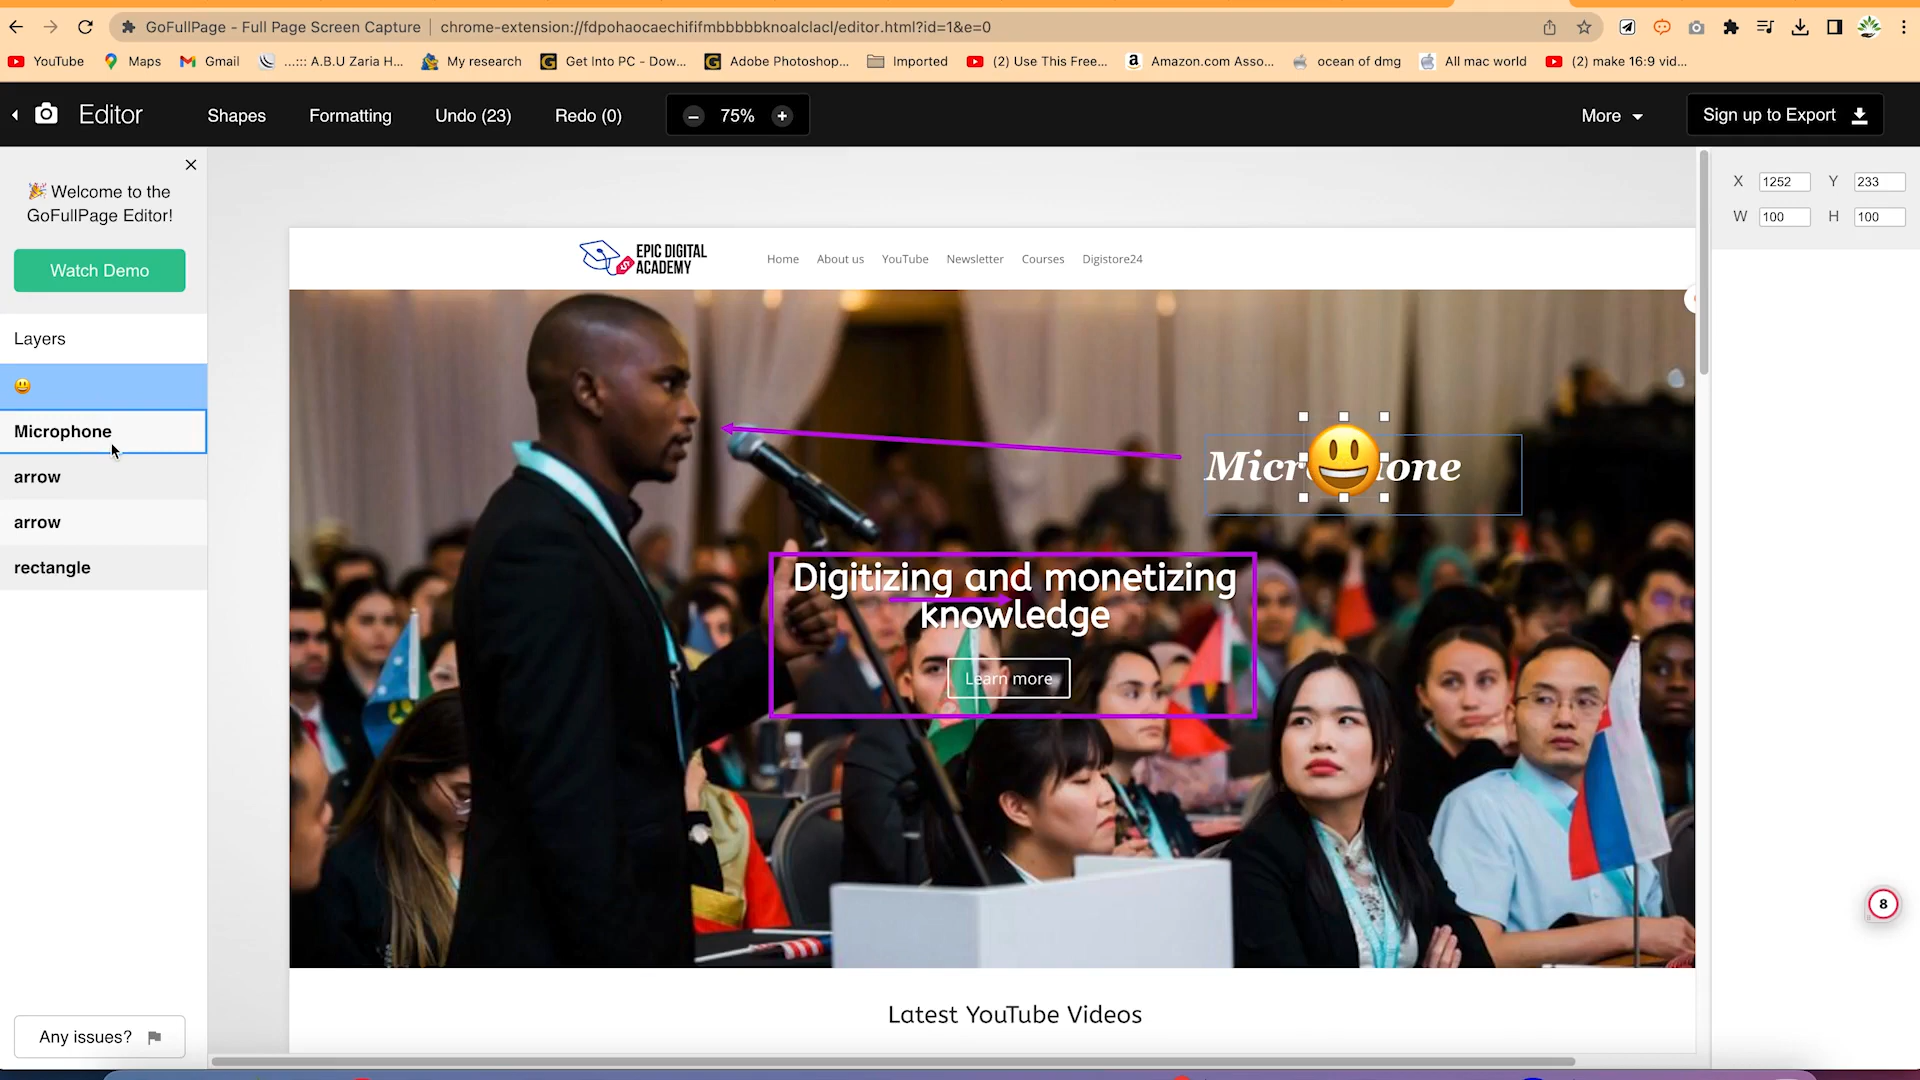 GoFullPage - Full Page Screen Capture
chrome-extension://fdpohaocaechififmbbbbbknoalclacl/editor.html?id=1&e=0
YouTube
Maps
Gmail
...::: A.B.U Zaria H...
My research
Get Into PC - Dow...
Adobe Photoshop...
Imported
(2) Use This Free...
Amazon.com Asso...
ocean of dmg
All mac world
(2) make 16:9 vid...
Editor
Shapes
Formatting
Undo (23)
Redo (0)
75%
More
Sign up to Export
🎉 Welcome to the
GoFullPage Editor!
Watch Demo
Layers
😃
Microphone
arrow
arrow
rectangle
Any issues?
X 1252 Y 233
W 100 H 100
EPIC DIGITAL
ACADEMY
Home
About us
YouTube
Newsletter
Courses
Digistore24
Digitizing and monetizing
knowledge
Learn more
Latest YouTube Videos
8